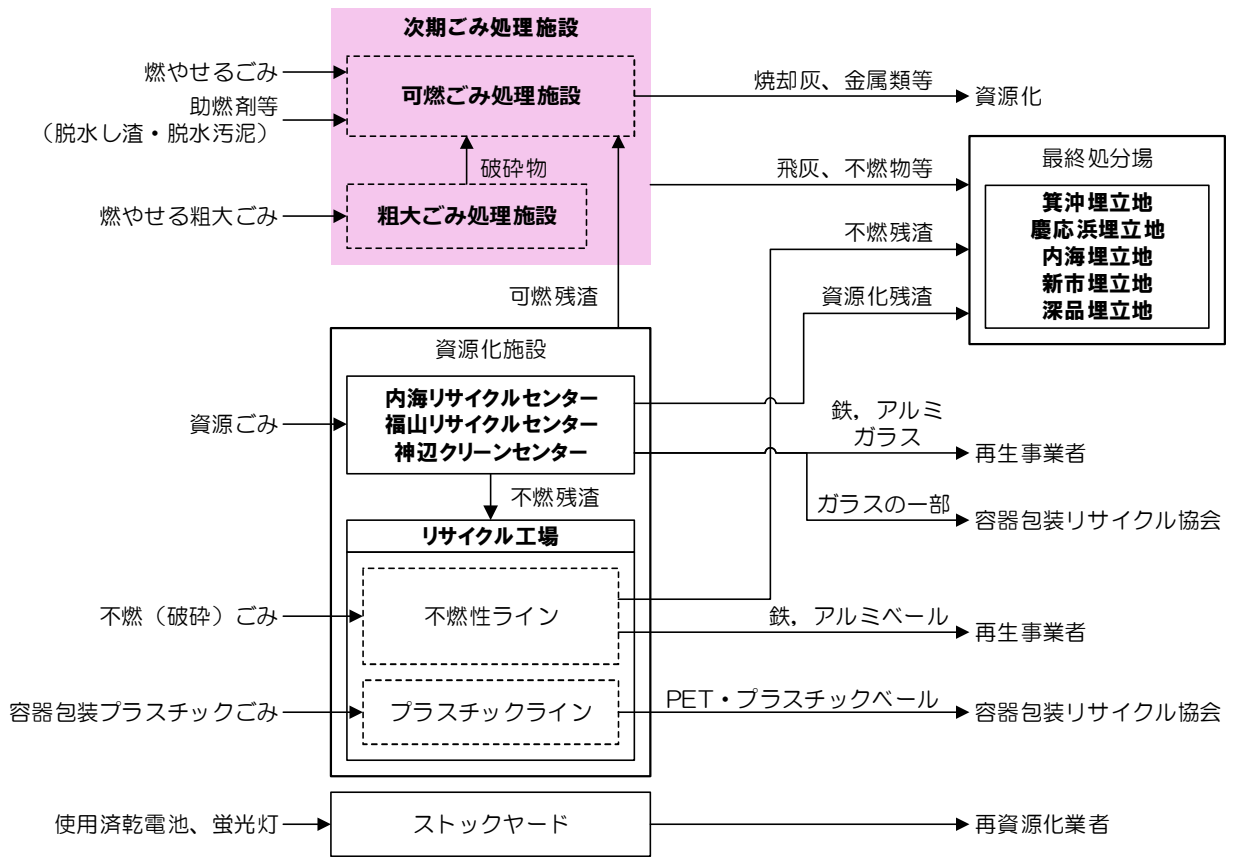 次期ごみ処理施設
燃やせるごみ
可燃ごみ処理施設
焼却灰、金属類等
資源化
助燃剤等
（脱水し渣・脱水汚泥）
破砕物
飛灰、不燃物等
最終処分場
箕沖埋立地
慶応浜埋立地
内海埋立地
新市埋立地
深品埋立地
燃やせる粗大ごみ
粗大ごみ処理施設
不燃残渣
可燃残渣
資源化残渣
資源化施設
資源ごみ
内海リサイクルセンター
福山リサイクルセンター
神辺クリーンセンター
鉄，アルミ
ガラス
再生事業者
不燃残渣
ガラスの一部
容器包装リサイクル協会
リサイクル工場
不燃（破砕）ごみ
不燃性ライン
鉄，アルミベール
再生事業者
容器包装プラスチックごみ
プラスチックライン
PET・プラスチックベール
容器包装リサイクル協会
使用済乾電池、蛍光灯
ストックヤード
再資源化業者